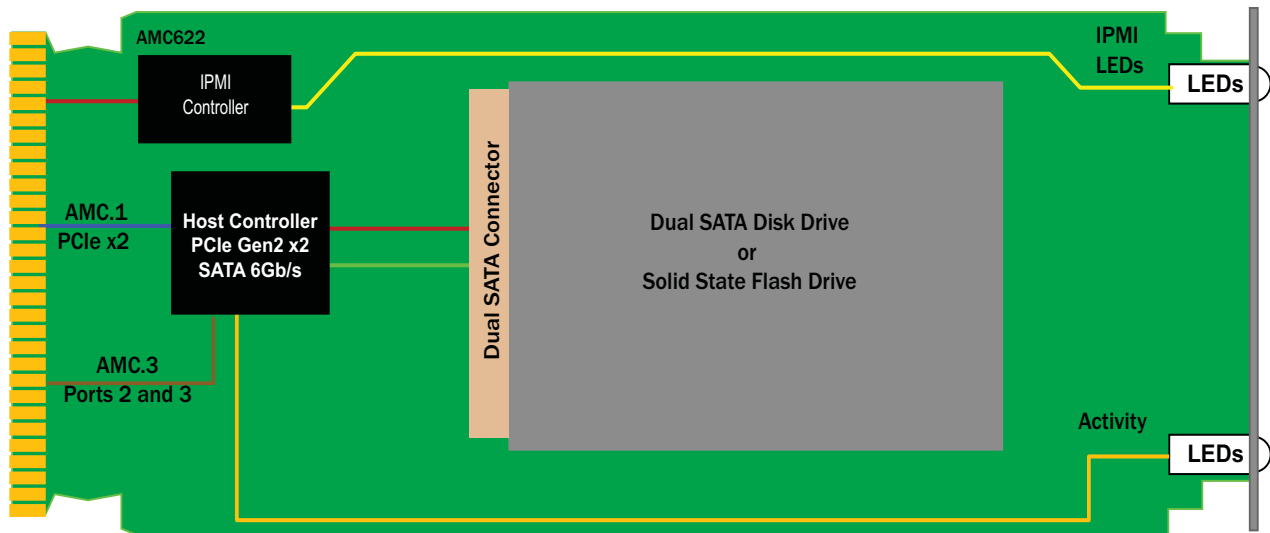 AMC622
IPMI
Controller
IPMI
LEDs
LEDs
AMC.1
PCIe x2
Host Controller
PCIe Gen2 x2
SATA 6Gb/s
Dual SATA Connector
Dual SATA Disk Drive
or
Solid State Flash Drive
AMC.3
Ports 2 and 3
Activity
LEDs